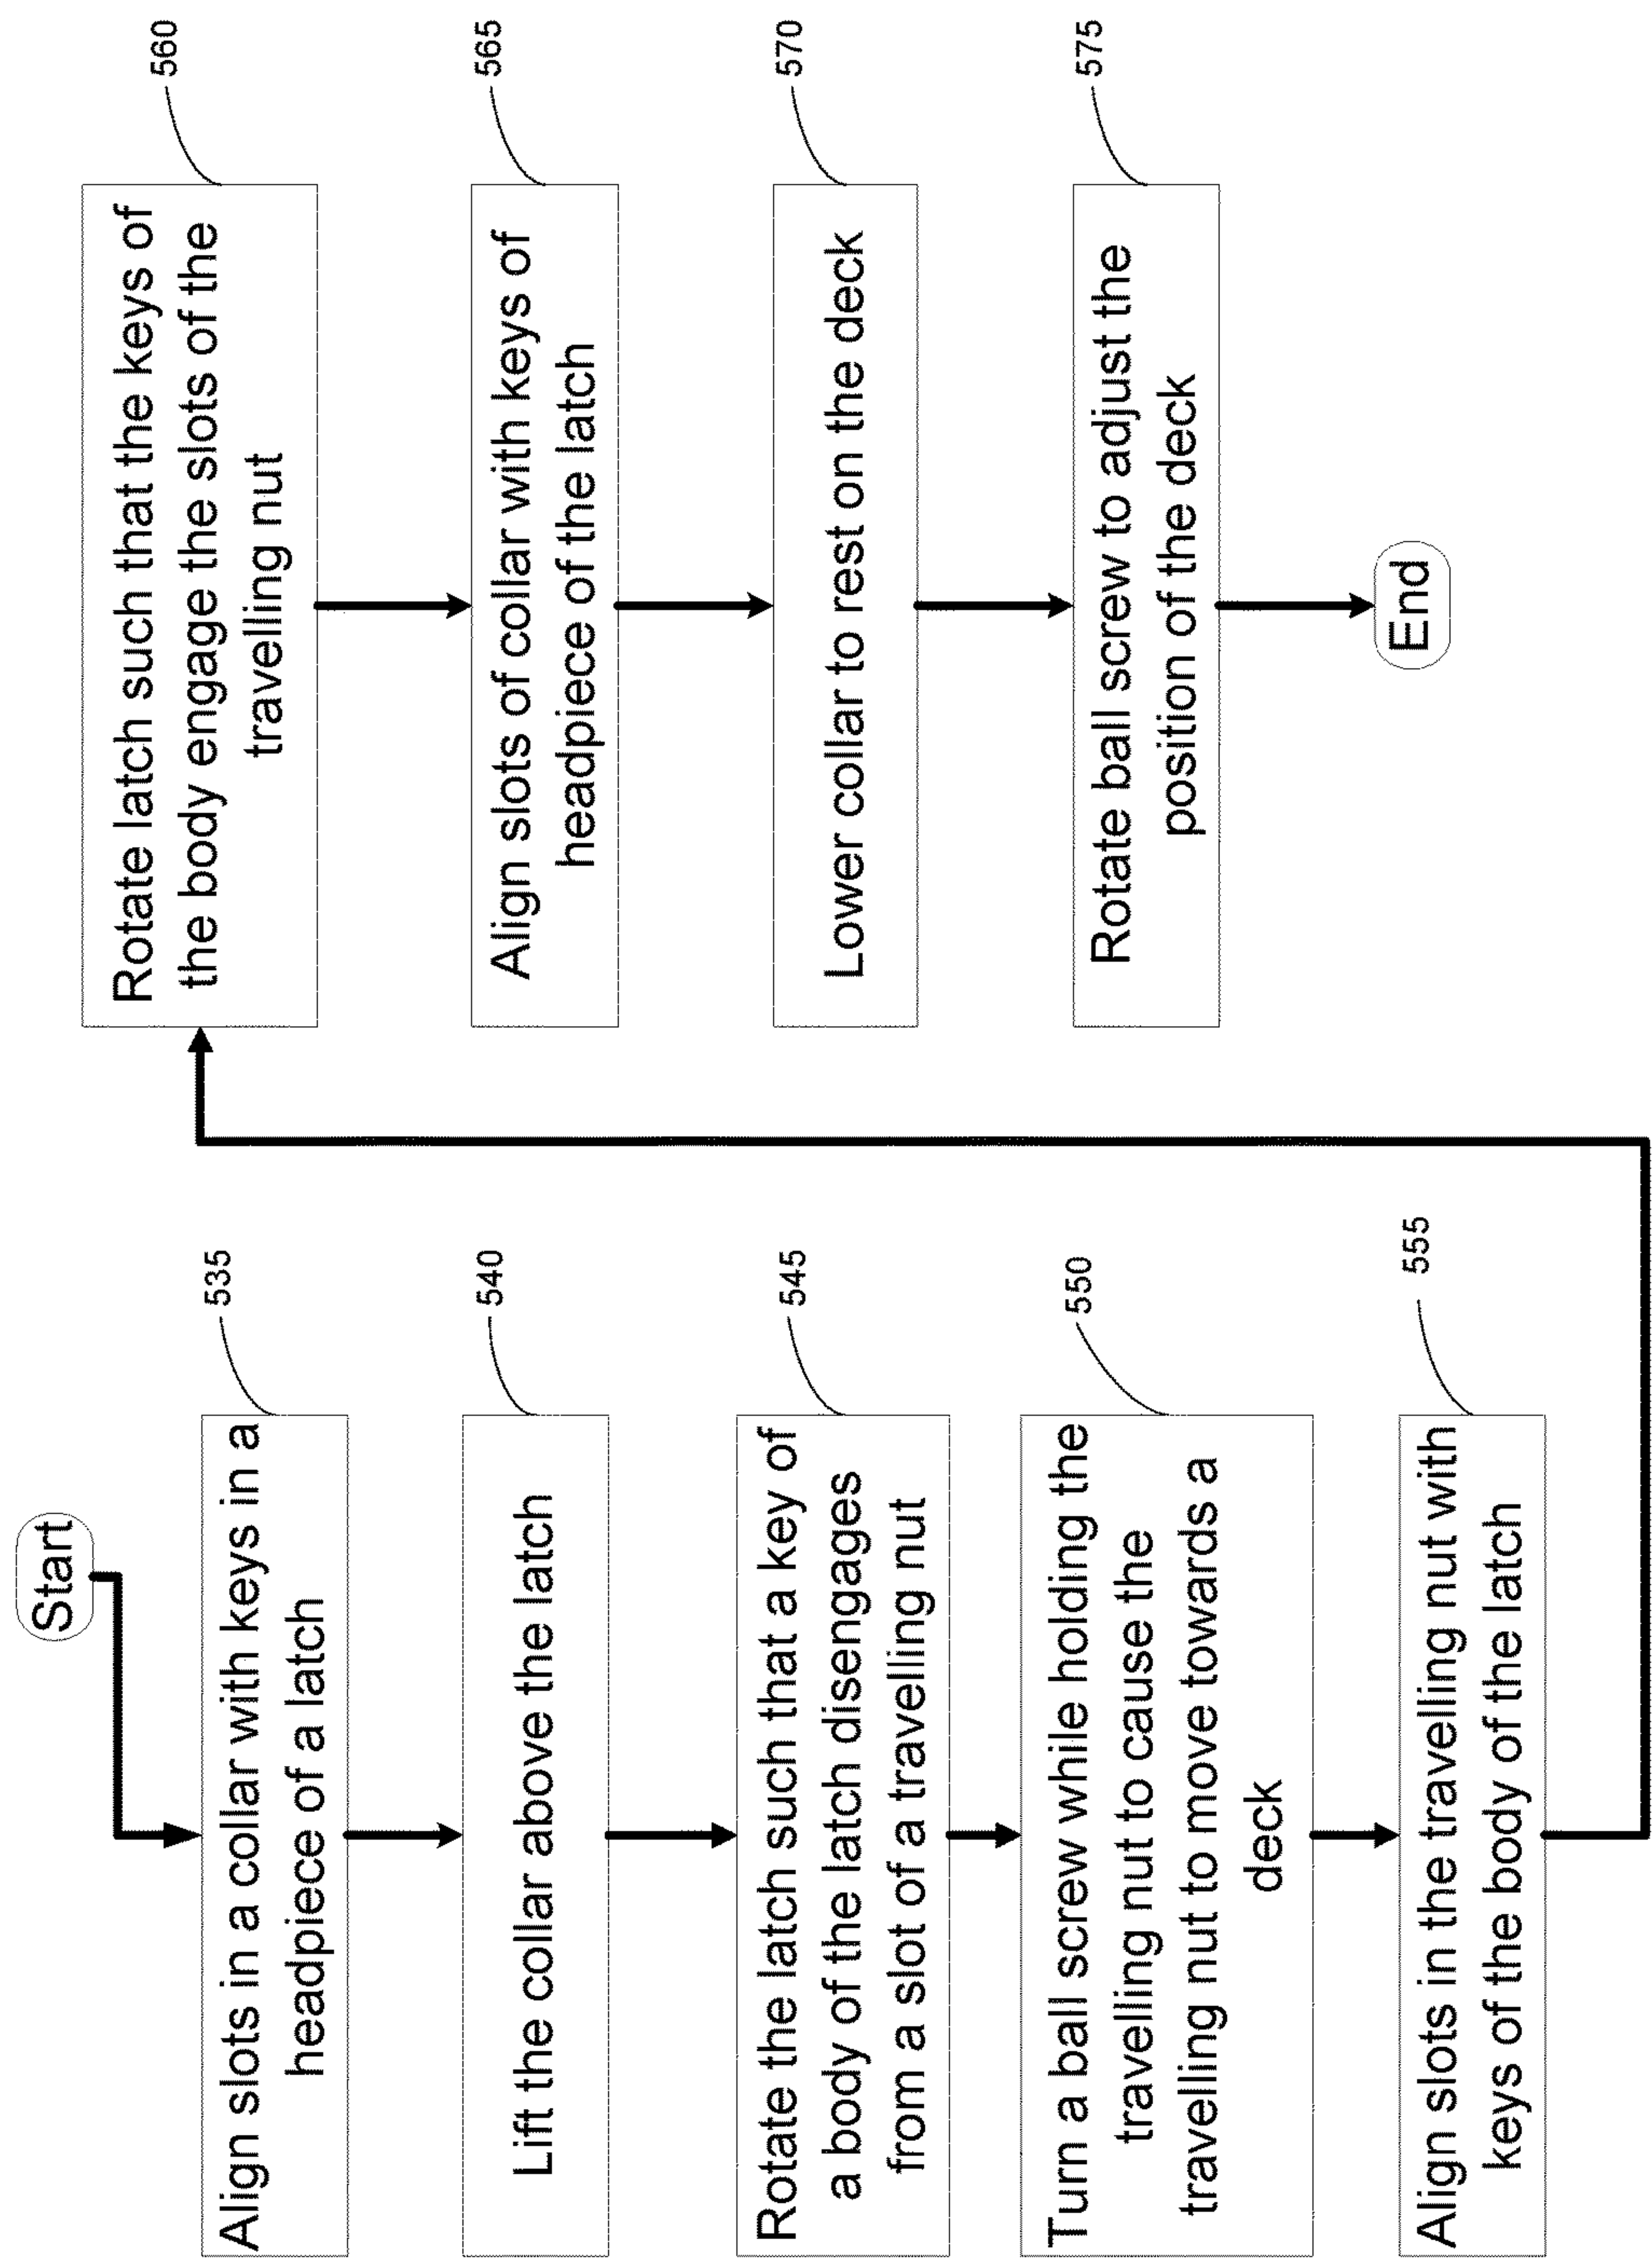 Start
Align slots in a collar with keys in a
headpiece of a latch
535
Lift the collar above the latch
540
Rotate the latch such that a key of
a body of the latch disengages
from a slot of a travelling nut
545
Turn a ball screw while holding the
travelling nut to cause the
travelling nut to move towards a
deck
550
Align slots in the travelling nut with
keys of the body of the latch
555
Rotate latch such that the keys of
the body engage the slots of the
travelling nut
560
Align slots of collar with keys of
headpiece of the latch
565
Lower collar to rest on the deck
570
Rotate ball screw to adjust the
position of the deck
575
End